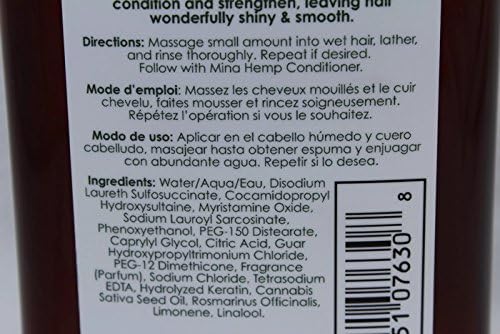 condition and strengthen, leaving hair
wonderfully shiny & smooth.
Directions: Massage small amount into wet hair, lather,
and rinse thoroughly. Repeat if desired.
Follow with Mina Hemp Conditioner.
Mode d'emploi: Massez les cheveux mouillés et le cuir
chevelu, faites mousser et rincez soigneusement.
Répétez l'opération si vous le souhaitez.
Modo de uso: Aplicar en el cabello húmedo y cuero
cabelludo, masajear hasta obtener espuma y enjuagar
con abundante agua. Repetir si lo desea.
Ingredients: Water/Aqua/Eau, Disodium
Laureth Sulfosuccinate, Cocamidopropyl
Hydroxysultaine, Myristamine Oxide,
Sodium Lauroyl Sarcosinate,
Phenoxyethanol, PEG-150 Distearate,
Caprylyl Glycol, Citric Acid, Guar
Hydroxypropyltrimonium Chloride,
PEG-12 Dimethicone, Fragrance
(Parfum), Sodium Chloride, Tetrasodium
EDTA, Hydrolyzed Keratin, Cannabis
Sativa Seed Oil, Rosmarinus Officinalis,
Limonene, Linalool.
51 07630 8